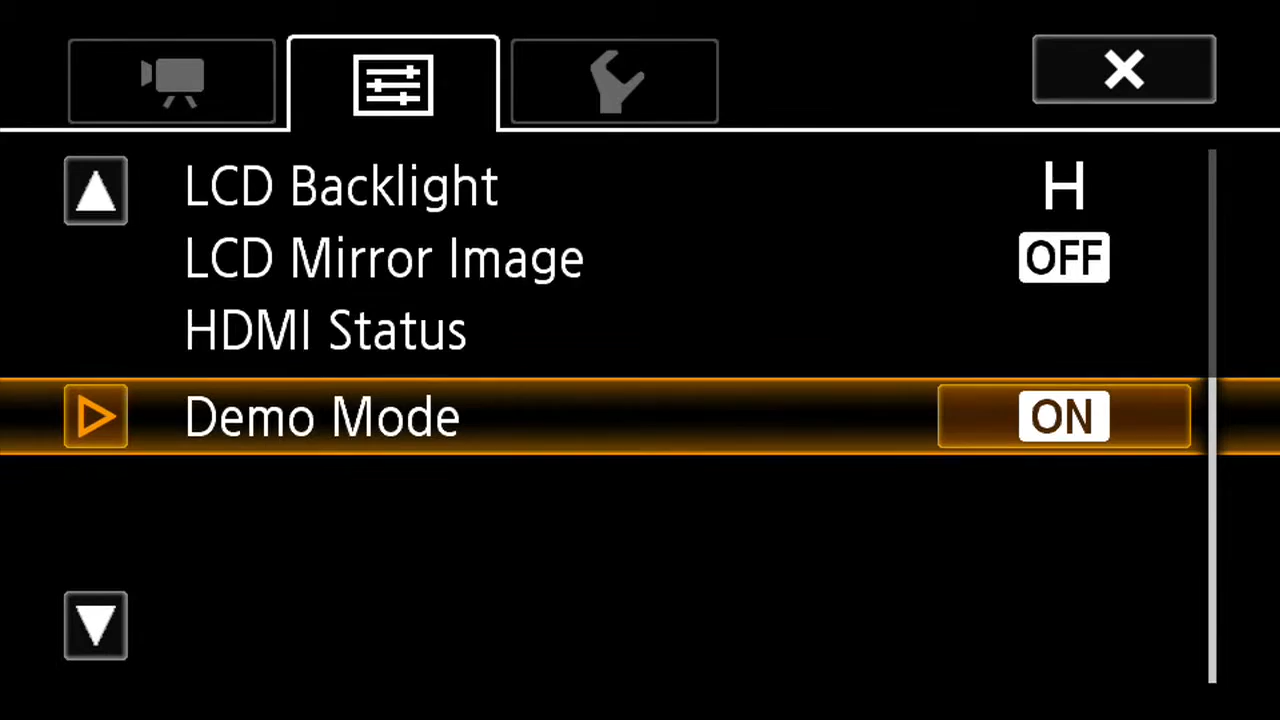 LCD Backlight H
LCD Mirror Image OFF
HDMI Status
Demo Mode ON